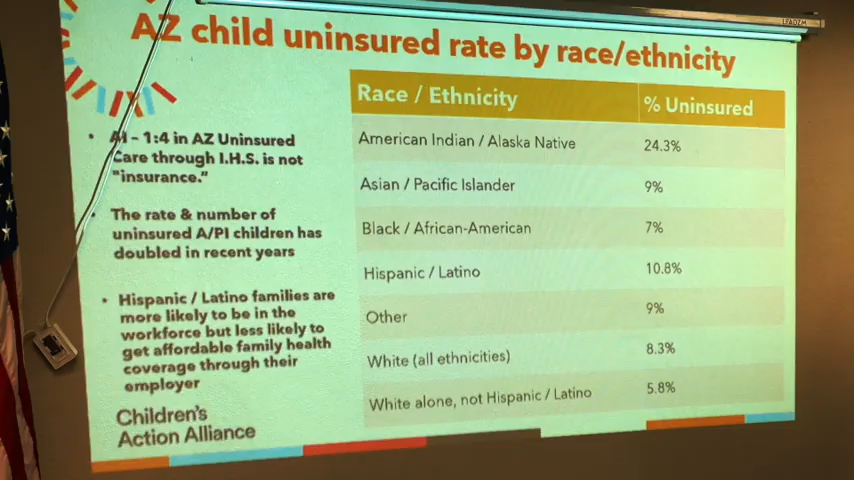 AZ child uninsured rate by race/ethnicity
Race / Ethnicity % Uninsured
American Indian / Alaska Native 24.3%
Asian / Pacific Islander 9%
Black / African-American 7%
Hispanic / Latino 10.8%
Other 9%
White (all ethnicities) 8.3%
White alone, not Hispanic / Latino 5.8%
• AI – 1:4 in AZ Uninsured
Care through I.H.S. is not
"insurance."
• The rate & number of
uninsured A/PI children has
doubled in recent years
• Hispanic / Latino families are
more likely to be in the
workforce but less likely to
get affordable family health
coverage through their
employer
Children's
Action Alliance